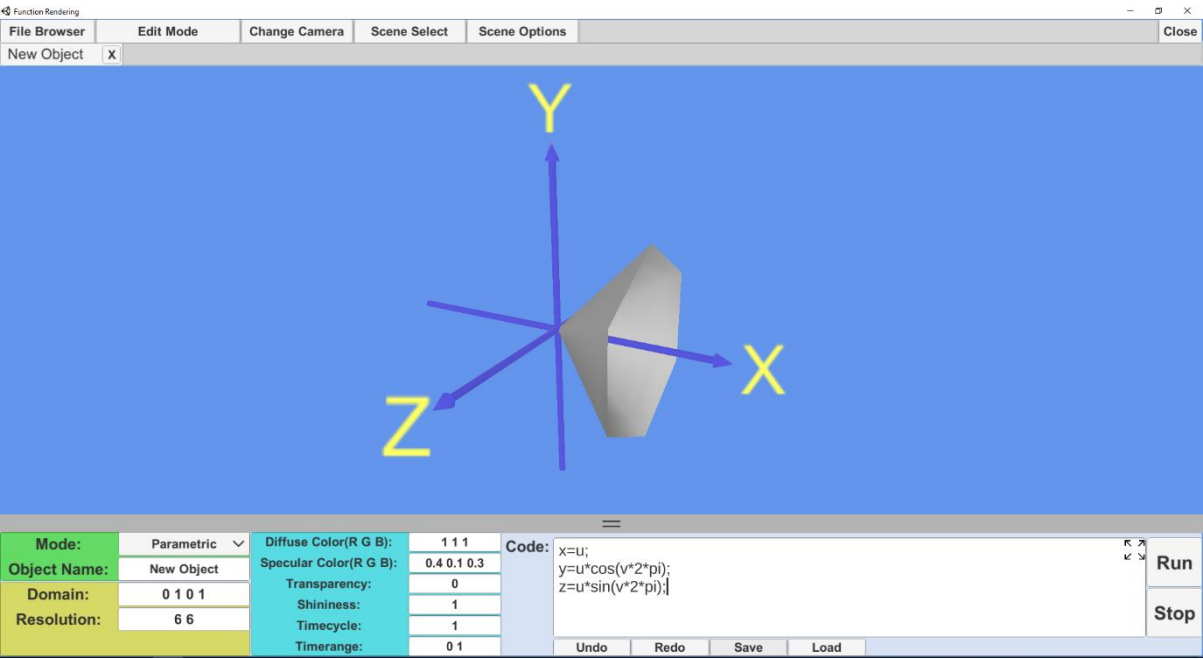 Function Rendering
File Browser Edit Mode Change Camera Scene Select Scene Options Close
New Object X
Y
X
Z
Mode: Parametric
Object Name: New Object
Domain: 0 1 0 1
Resolution: 6 6
Diffuse Color(R G B): 1 1 1
Specular Color(R G B): 0.4 0.1 0.3
Transparency: 0
Shininess: 1
Timecycle: 1
Timerange: 0 1
Code:
x=u;
y=u*cos(v*2*pi);
z=u*sin(v*2*pi);
Undo Redo Save Load
Run
Stop